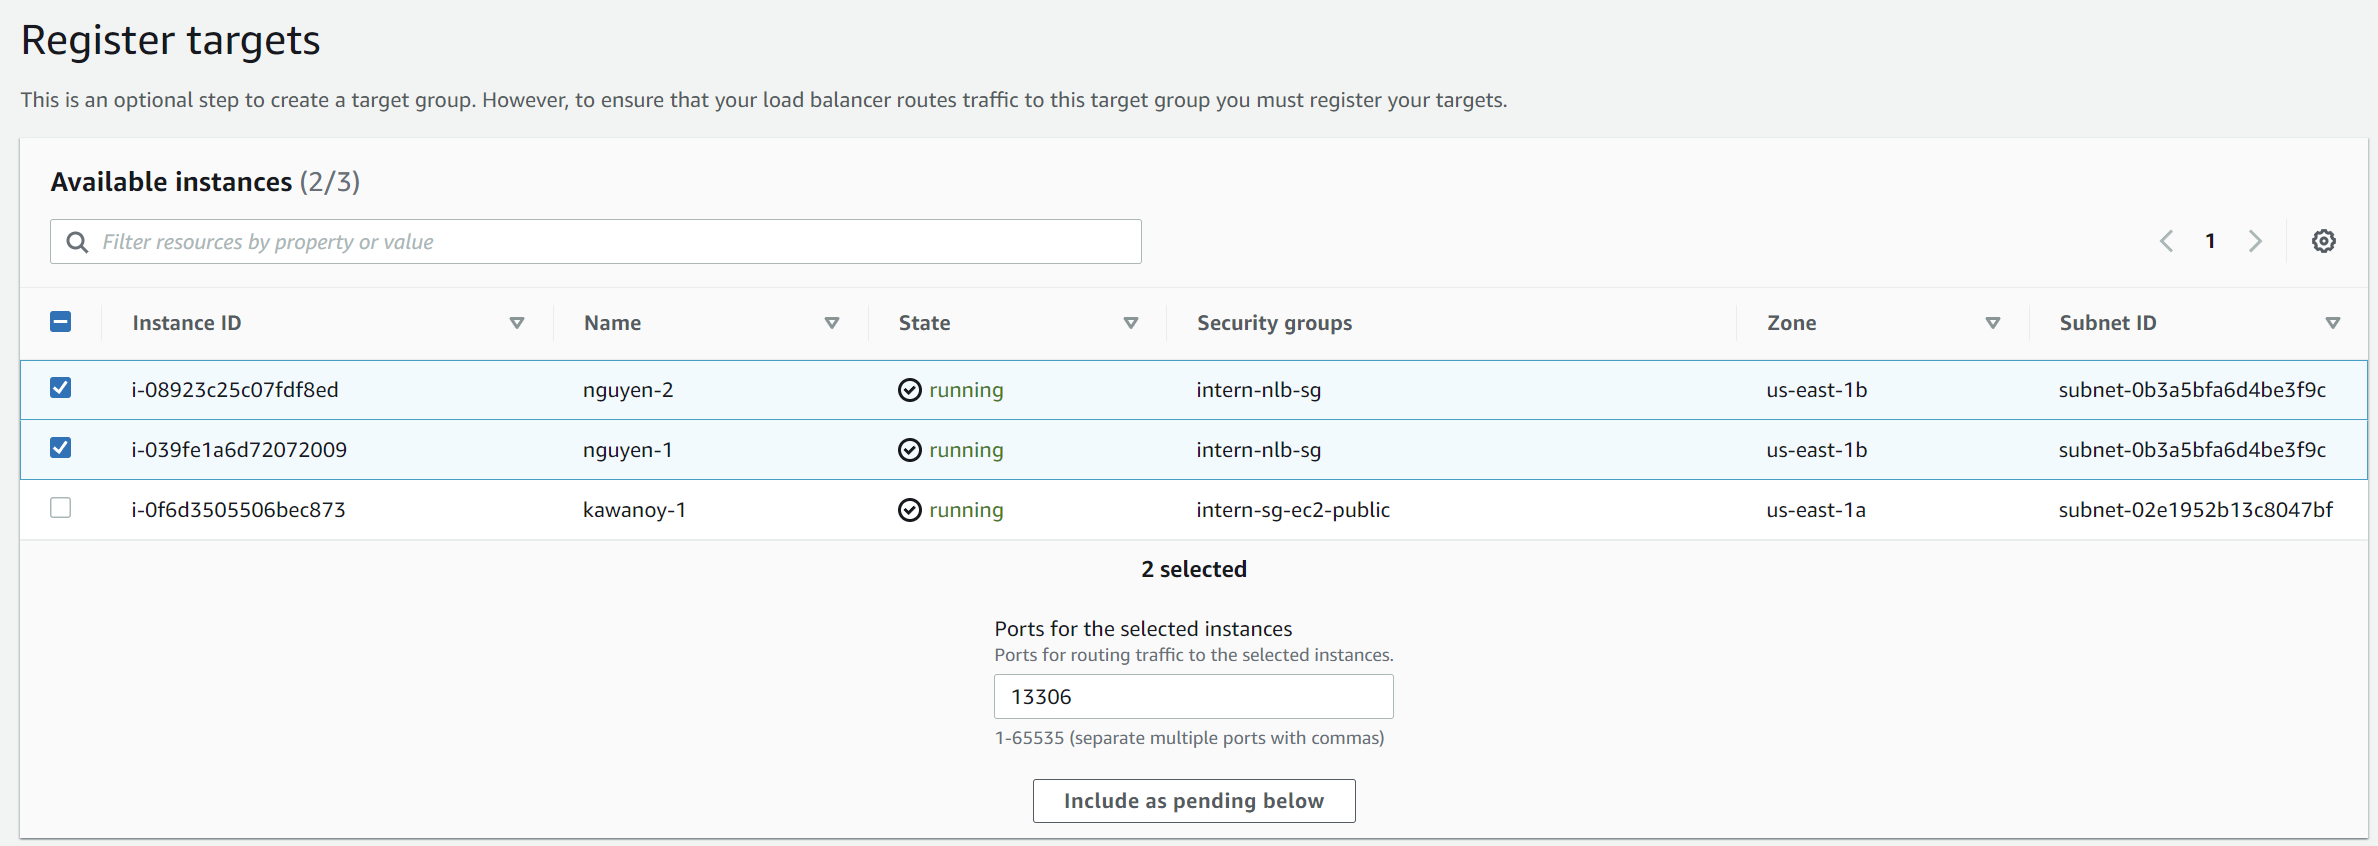 Register targets
This is an optional step to create a target group. However, to ensure that your load balancer routes traffic to this target group you must register your targets.
Available instances (2/3)
Filter resources by property or value
1
Instance ID Name State Security groups Zone Subnet ID
i-08923c25c07fdf8ed nguyen-2 running intern-nlb-sg us-east-1b subnet-0b3a5bfa6d4be3f9c
i-039fe1a6d72072009 nguyen-1 running intern-nlb-sg us-east-1b subnet-0b3a5bfa6d4be3f9c
i-0f6d3505506bec873 kawanoy-1 running intern-sg-ec2-public us-east-1a subnet-02e1952b13c8047bf
2 selected
Ports for the selected instances
Ports for routing traffic to the selected instances.
13306
1-65535 (separate multiple ports with commas)
Include as pending below